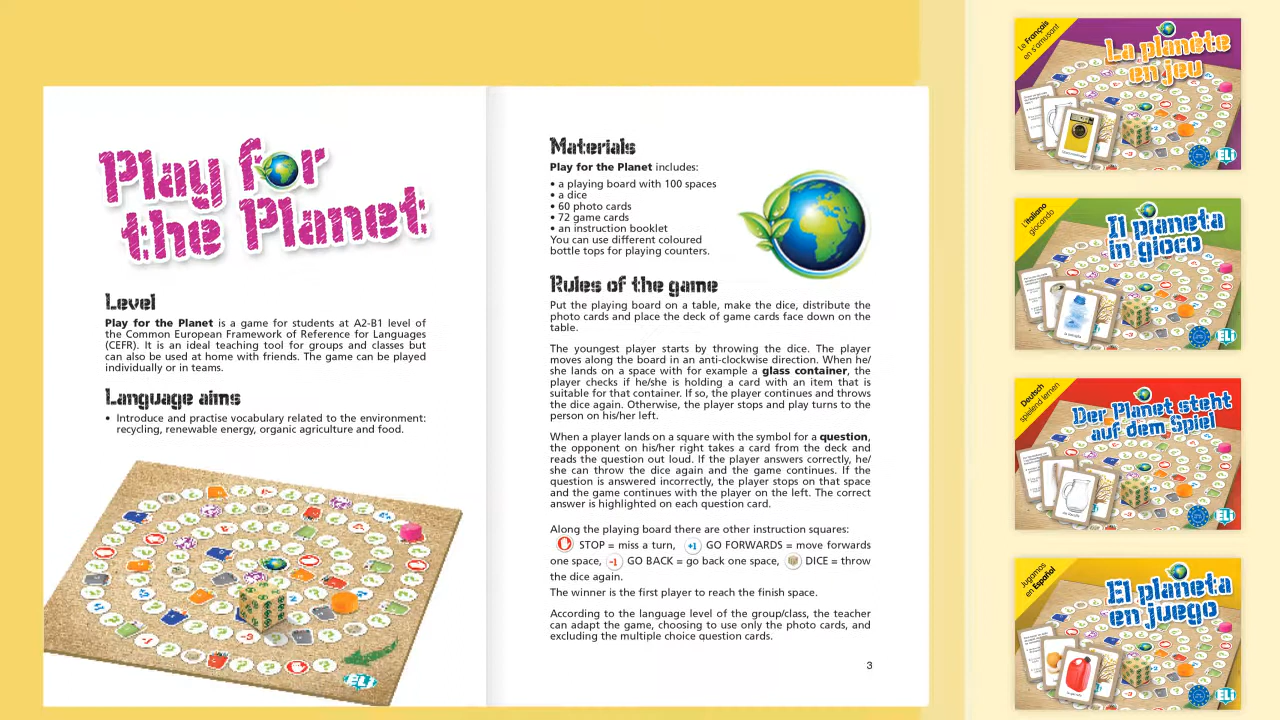 Play for
the Planet
Level
Play for the Planet is a game for students at A2-B1 level of
the Common European Framework of Reference for Languages
(CEFR). It is an ideal teaching tool for groups and classes but
can also be used at home with friends. The game can be played
individually or in teams.
Language aims
• Introduce and practise vocabulary related to the environment:
recycling, renewable energy, organic agriculture and food.
ELi
Materials
Play for the Planet includes:
• a playing board with 100 spaces
• a dice
• 60 photo cards
• 72 game cards
• an instruction booklet
You can use different coloured
bottle tops for playing counters.
Rules of the game
Put the playing board on a table, make the dice, distribute the
photo cards and place the deck of game cards face down on the
table.
The youngest player starts by throwing the dice. The player
moves along the board in an anti-clockwise direction. When he/
she lands on a space with for example a glass container, the
player checks if he/she is holding a card with an item that is
suitable for that container. If so, the player continues and throws
the dice again. Otherwise, the player stops and play turns to the
person on his/her left.
When a player lands on a square with the symbol for a question,
the opponent on his/her right takes a card from the deck and
reads the question out loud. If the player answers correctly, he/
she can throw the dice again and the game continues. If the
question is answered incorrectly, the player stops on that space
and the game continues with the player on the left. The correct
answer is highlighted on each question card.
Along the playing board there are other instruction squares:
STOP = miss a turn, +1 GO FORWARDS = move forwards
one space, -1 GO BACK = go back one space, DICE = throw
the dice again.
The winner is the first player to reach the finish space.
According to the language level of the group/class, the teacher
can adapt the game, choosing to use only the photo cards, and
excluding the multiple choice question cards.
3
Le Français
en s'amusant
La planète
en jeu
ELi
L'italiano
giocando
Il pianeta
in gioco
ELi
Deutsch
spielend lernen
Der Planet steht
auf dem Spiel
ELi
Jugamos
en Español
El planeta
en juego
ELi